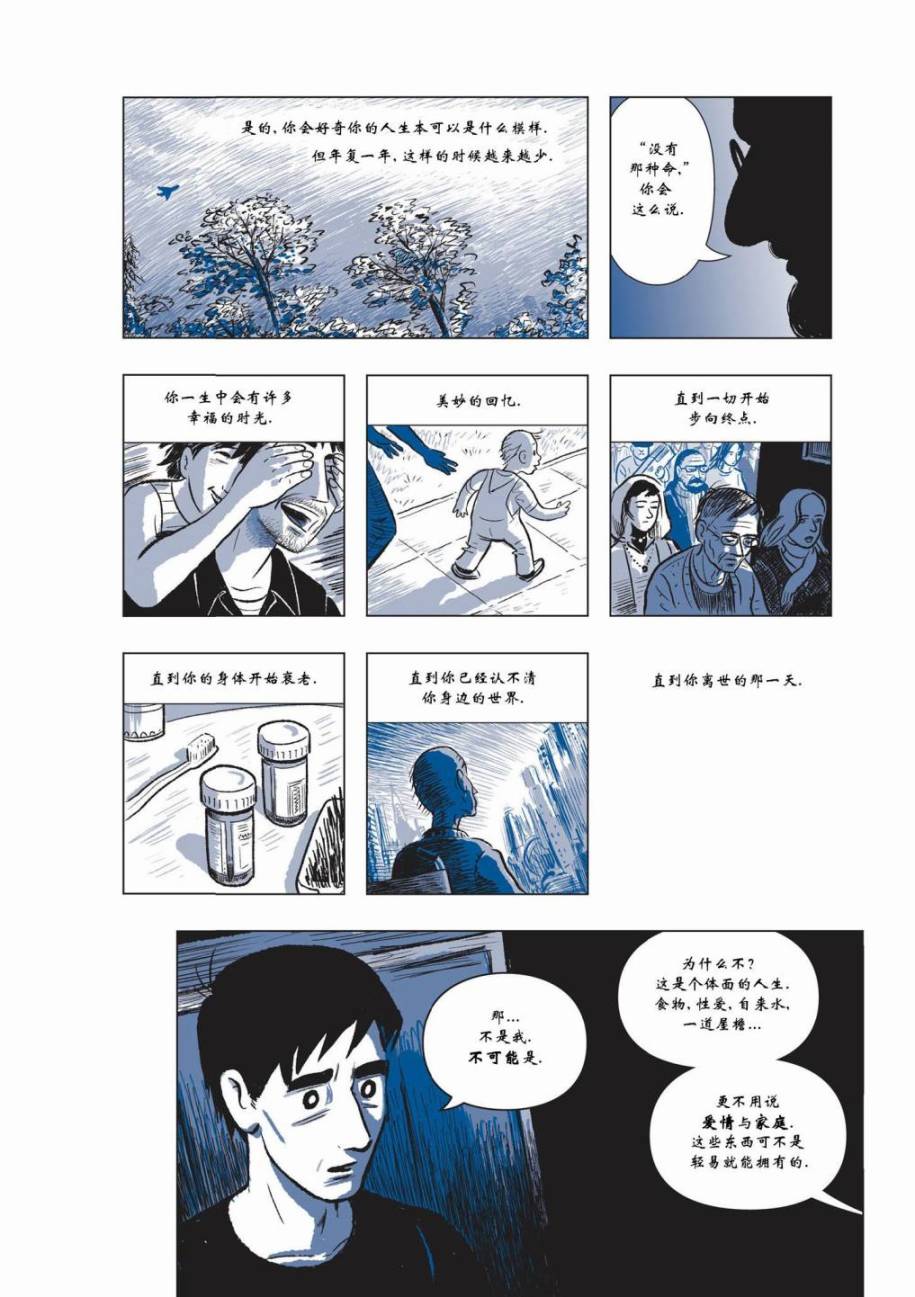 是的，你会好奇你的人生本可以是什么模样.
但年复一年，这样的时候越来越少.
“没有
那种命，”
你会
这么说.
你一生中会有许多
幸福的时光.
美妙的回忆.
直到一切开始
步向终点.
直到你的身体开始衰老.
直到你已经认不清
你身边的世界.
直到你离世的那一天.
那…
不是我.
不可能是.
为什么不？
这是个体面的人生.
食物，性爱，自来水，
一道屋檐…
更不用说
爱情与家庭.
这些东西可不是
轻易就能拥有的.